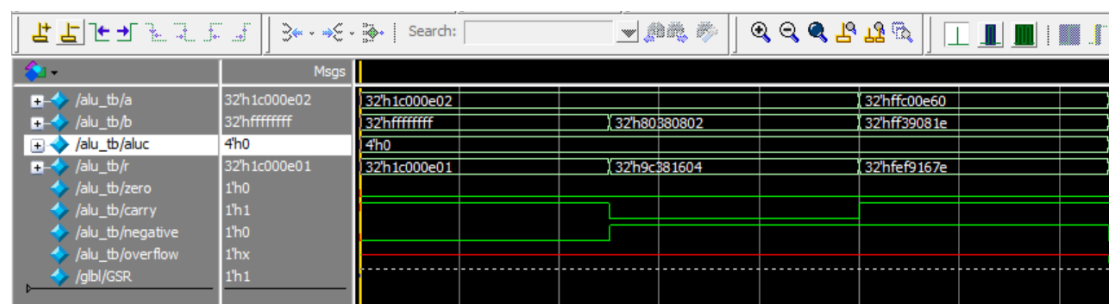 Search:
Msgs
/alu_tb/a 32'h1c000e02 32'h1c000e02 32'hffc00e60
/alu_tb/b 32'hffffffff 32'hffffffff 32'h80380802 32'hff39081e
/alu_tb/aluc 4'h0 4'h0
/alu_tb/r 32'h1c000e01 32'h1c000e01 32'h9c381604 32'hfef9167e
/alu_tb/zero 1'h0
/alu_tb/carry 1'h1
/alu_tb/negative 1'h0
/alu_tb/overflow 1'hx
/glbl/GSR 1'h1